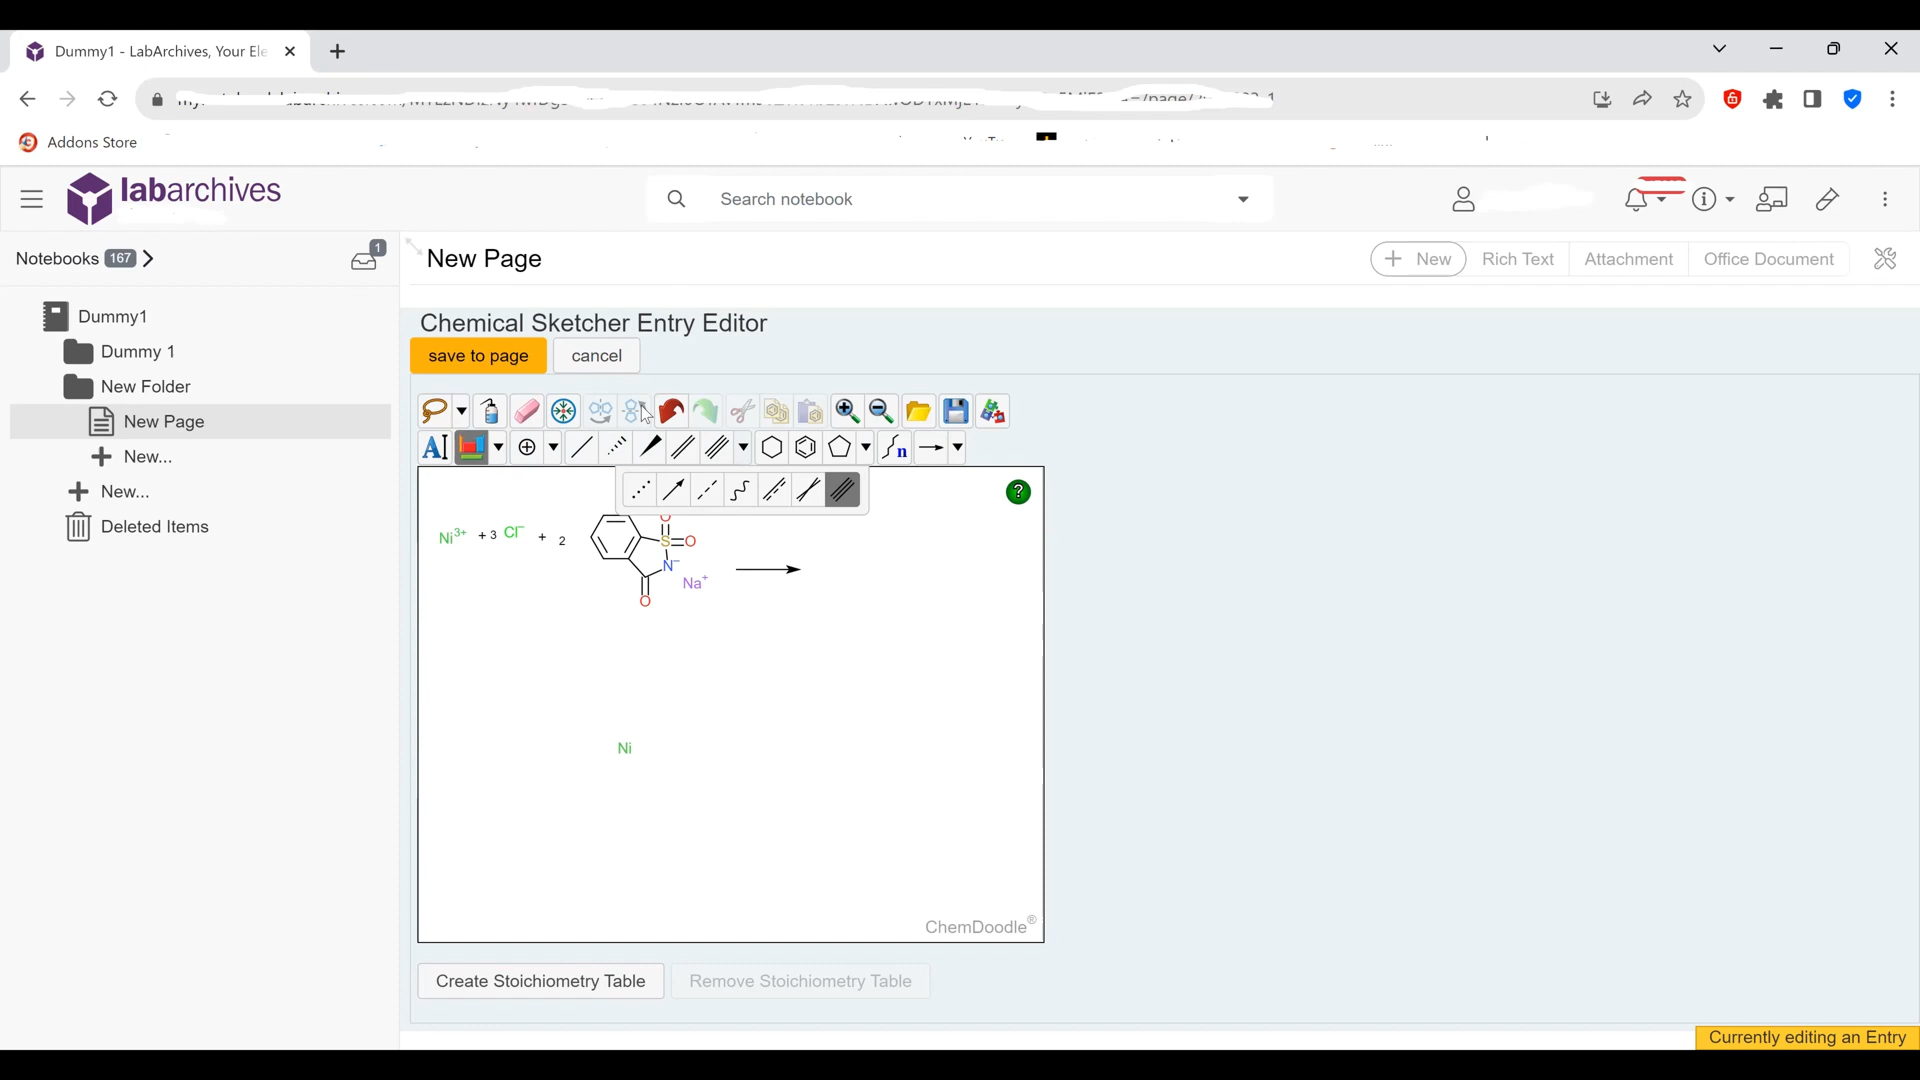 Dummy1 - LabArchives, Your Ele
Addons Store
labarchives
Search notebook
Notebooks 167
1
New Page
New
Rich Text
Attachment
Office Document
Dummy1
Dummy 1
New Folder
New Page
New...
New...
Deleted Items
Chemical Sketcher Entry Editor
save to page
cancel
A
n
?
Ni3+ + 3 Cl− + 2
O
S O
N−
Na+
O
Ni
ChemDoodle®
Create Stoichiometry Table
Remove Stoichiometry Table
Currently editing an Entry